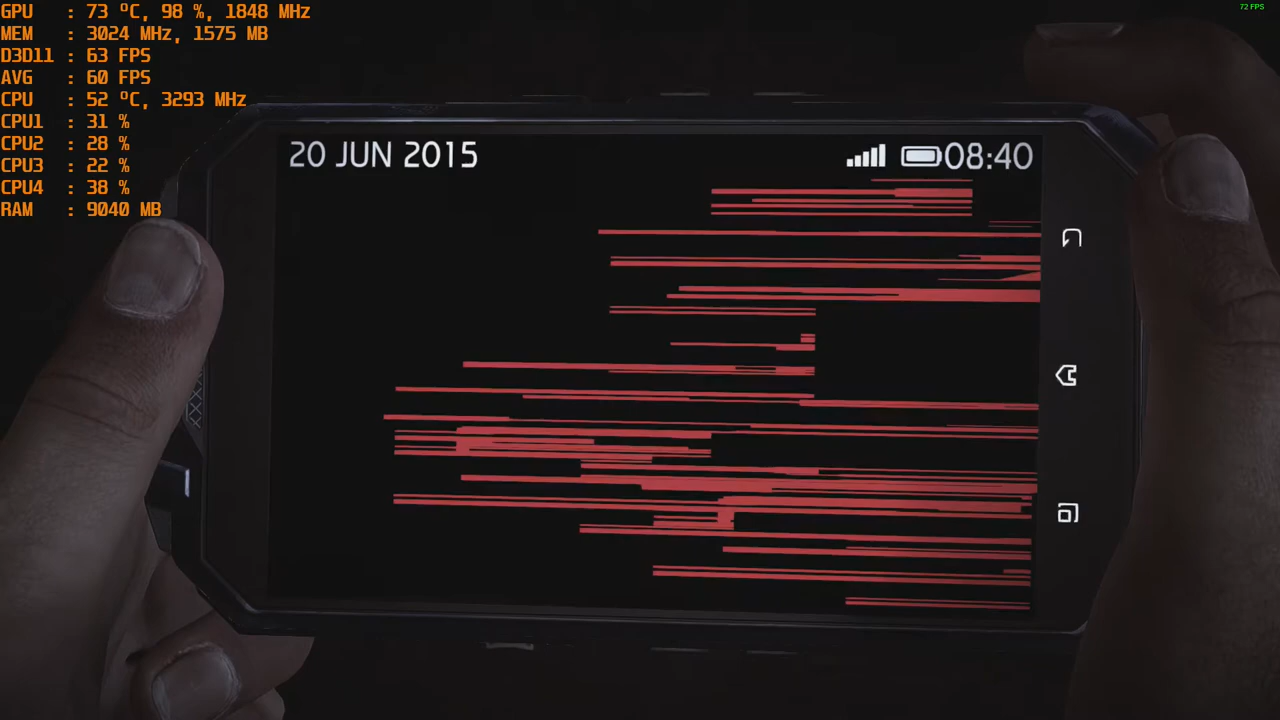 GPU : 73 ºC, 98 %, 1848 MHz
MEM : 3024 MHz, 1575 MB
D3D11 : 63 FPS
AVG : 60 FPS
CPU : 52 ºC, 3293 MHz
CPU1 : 31 %
CPU2 : 28 %
CPU3 : 22 %
CPU4 : 38 %
RAM : 9040 MB
72 FPS
20 JUN 2015
08:40